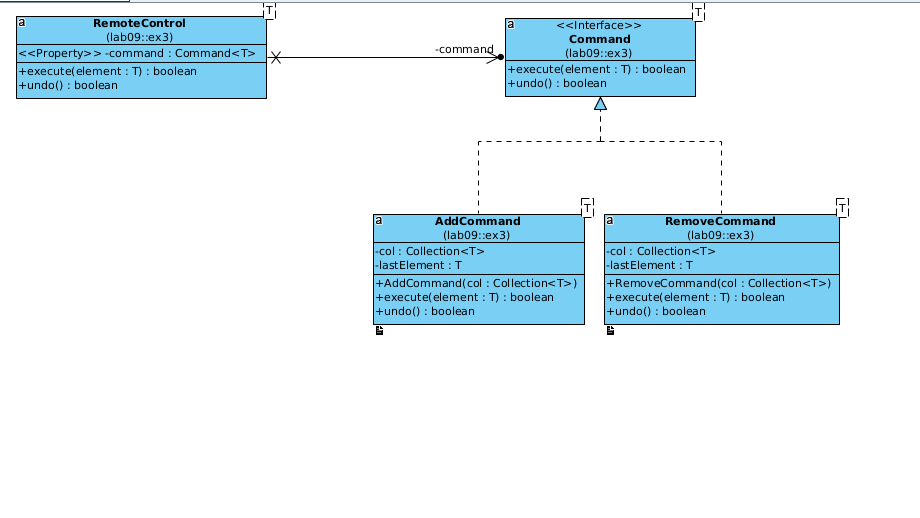 T
a
RemoteControl
(lab09::ex3)
<<Property>> -command : Command<T>
+execute(element : T) : boolean
+undo() : boolean
-command
T
a
<<Interface>>
Command
(lab09::ex3)
+execute(element : T) : boolean
+undo() : boolean
T
a
AddCommand
(lab09::ex3)
-col : Collection<T>
-lastElement : T
+AddCommand(col : Collection<T>)
+execute(element : T) : boolean
+undo() : boolean
T
a
RemoveCommand
(lab09::ex3)
-col : Collection<T>
-lastElement : T
+RemoveCommand(col : Collection<T>)
+execute(element : T) : boolean
+undo() : boolean